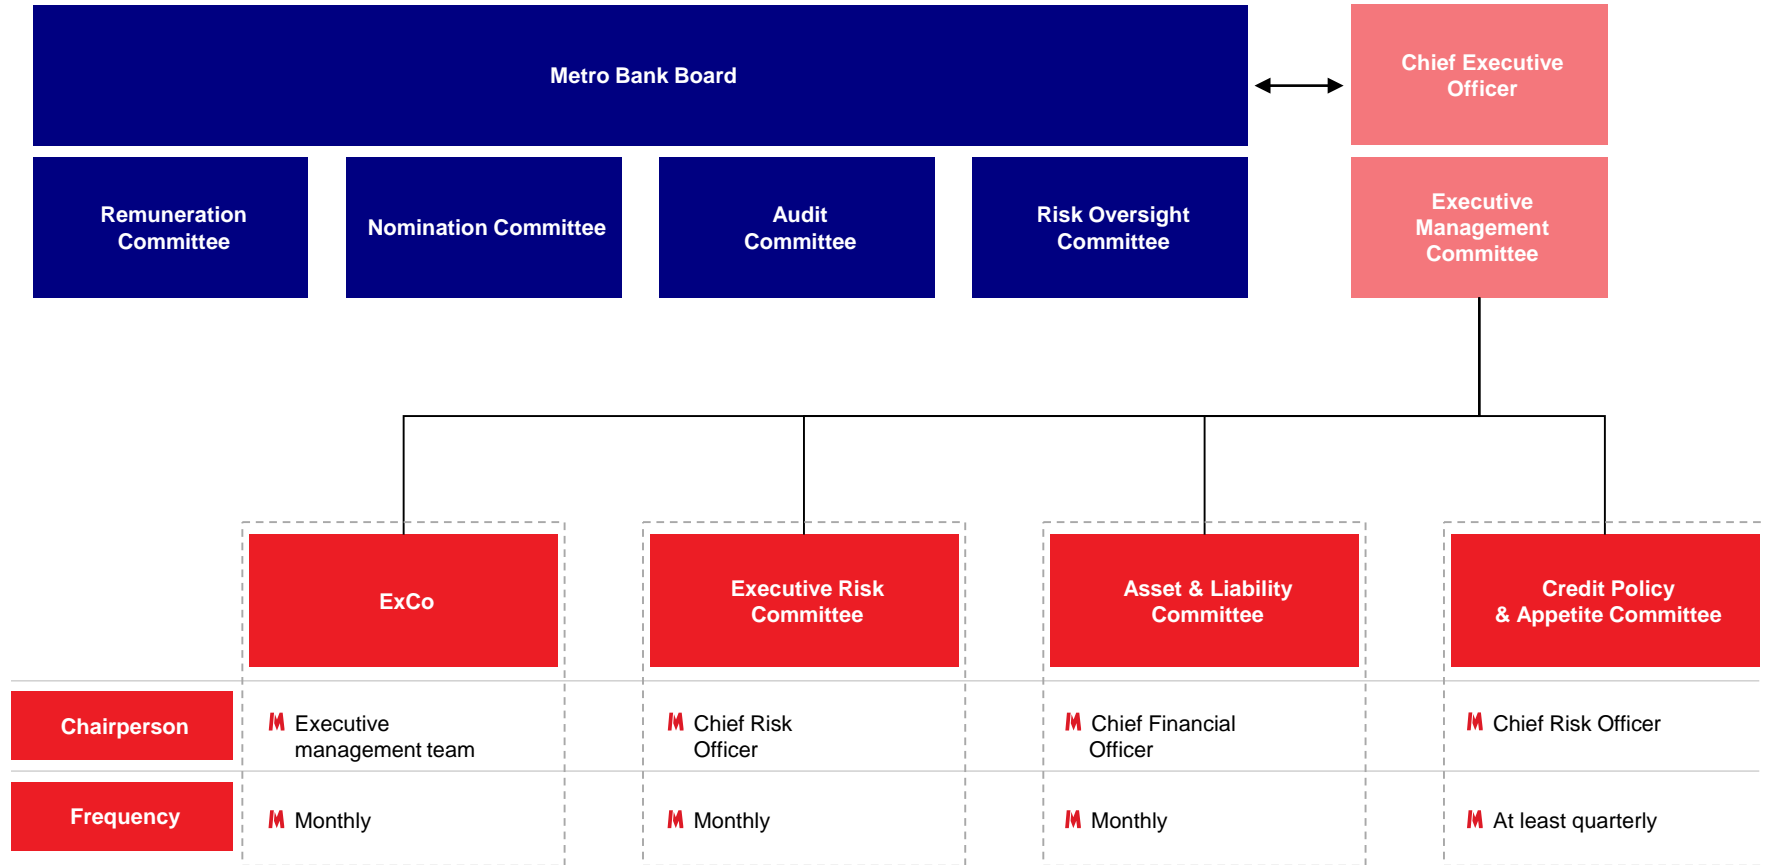 Metro Bank Board
Chief Executive
Officer
Remuneration
Committee
Nomination Committee
Audit
Committee
Risk Oversight
Committee
Executive
Management
Committee
ExCo
Executive Risk
Committee
Asset & Liability
Committee
Credit Policy
& Appetite Committee
Chairperson
Executive
management team
Chief Risk
Officer
Chief Financial
Officer
Chief Risk Officer
Frequency
Monthly
Monthly
Monthly
At least quarterly